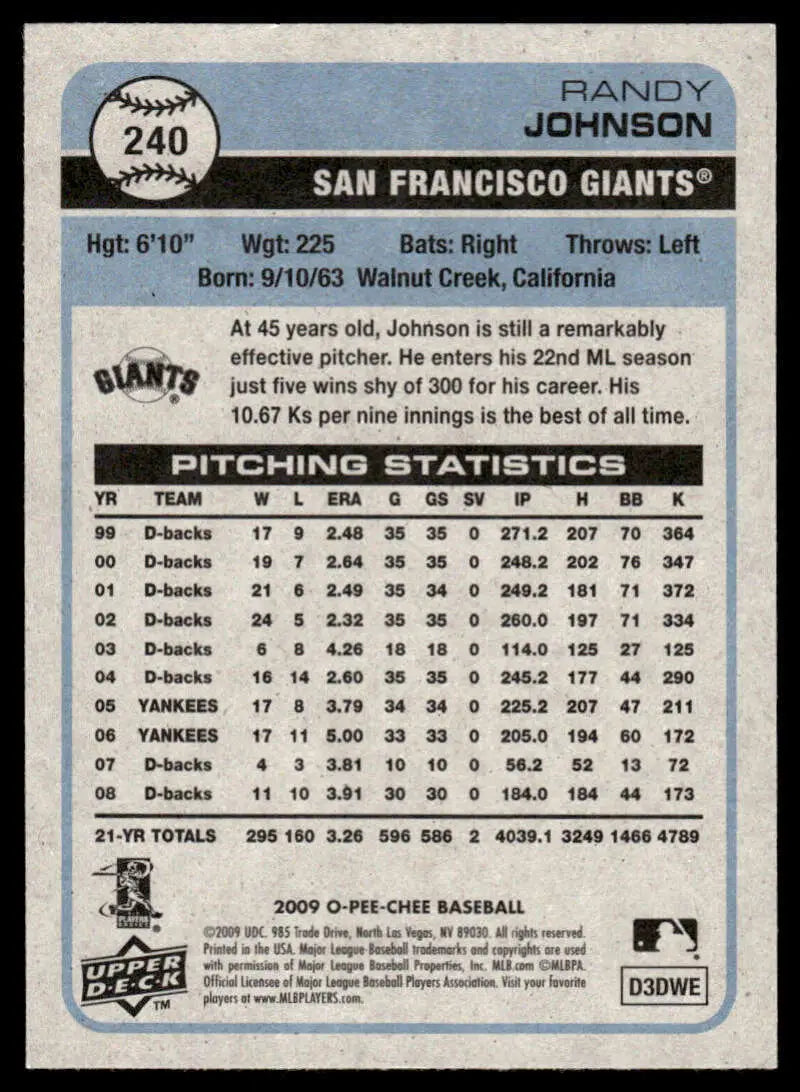 240
RANDY
JOHNSON
SAN FRANCISCO GIANTS®
Hgt: 6'10" Wgt: 225 Bats: Right Throws: Left
Born: 9/10/63 Walnut Creek, California
GIANTS®
At 45 years old, Johnson is still a remarkably
effective pitcher. He enters his 22nd ML season
just five wins shy of 300 for his career. His
10.67 Ks per nine innings is the best of all time.
PITCHING STATISTICS
YR TEAM W L ERA G GS SV IP H BB K
99 D-backs 17 9 2.48 35 35 0 271.2 207 70 364
00 D-backs 19 7 2.64 35 35 0 248.2 202 76 347
01 D-backs 21 6 2.49 35 34 0 249.2 181 71 372
02 D-backs 24 5 2.32 35 35 0 260.0 197 71 334
03 D-backs 6 8 4.26 18 18 0 114.0 125 27 125
04 D-backs 16 14 2.60 35 35 0 245.2 177 44 290
05 YANKEES 17 8 3.79 34 34 0 225.2 207 47 211
06 YANKEES 17 11 5.00 33 33 0 205.0 194 60 172
07 D-backs 4 3 3.81 10 10 0 56.2 52 13 72
08 D-backs 11 10 3.91 30 30 0 184.0 184 44 173
21-YR TOTALS 295 160 3.26 596 586 2 4039.1 3249 1466 4789
PLAYERS
2009 O-PEE-CHEE BASEBALL
©2009 UDC. 985 Trade Drive, North Las Vegas, NV 89030. All rights reserved.
Printed in the USA. Major League Baseball trademarks and copyrights are used
with permission of Major League Baseball Properties, Inc. MLB.com ©MLBPA.
Official Licensee of Major League Baseball Players Association. Visit your favorite
players at www.MLBPLAYERS.com.
UPPER
D·E·C·K
TM
D3DWE